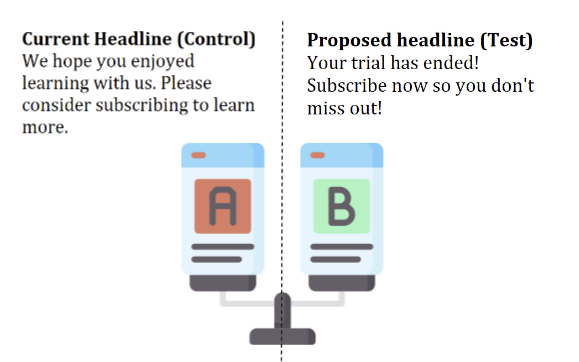 Current Headline (Control)
We hope you enjoyed
learning with us. Please
consider subscribing to learn
more.
Proposed headline (Test)
Your trial has ended!
Subscribe now so you don't
miss out!
A
B